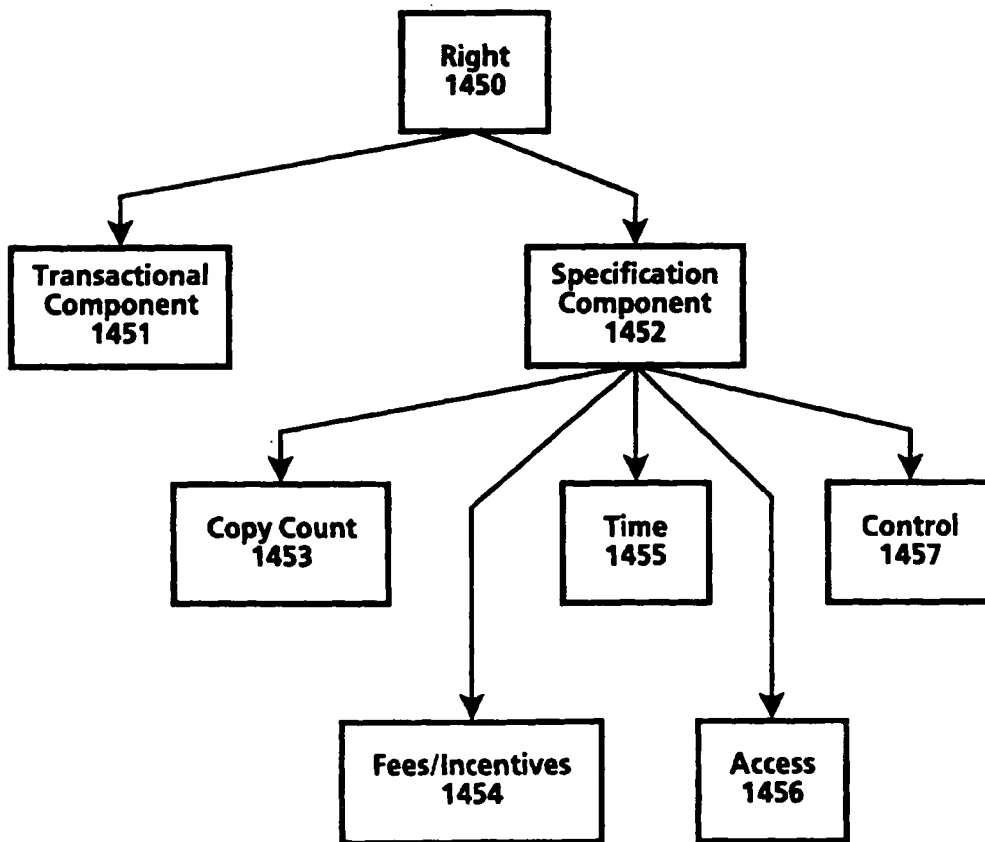 Right
1450
Transactional
Component
1451
Specification
Component
1452
Copy Count
1453
Time
1455
Control
1457
Fees/Incentives
1454
Access
1456